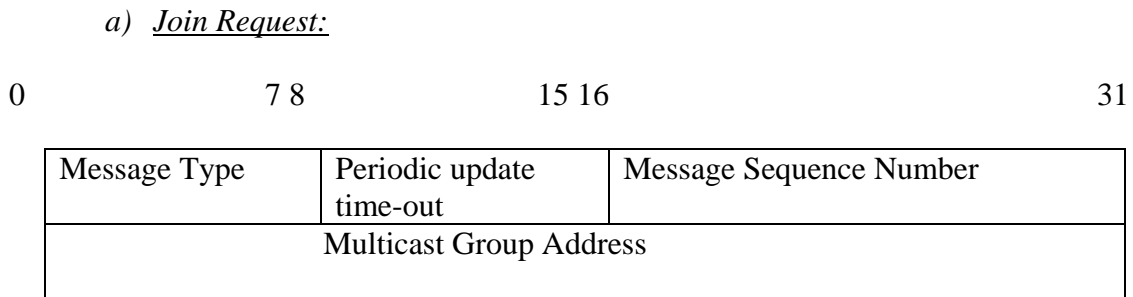 a) Join Request:
0 7 8 15 16 31
Message Type Periodic update Message Sequence Number
time-out
Multicast Group Address